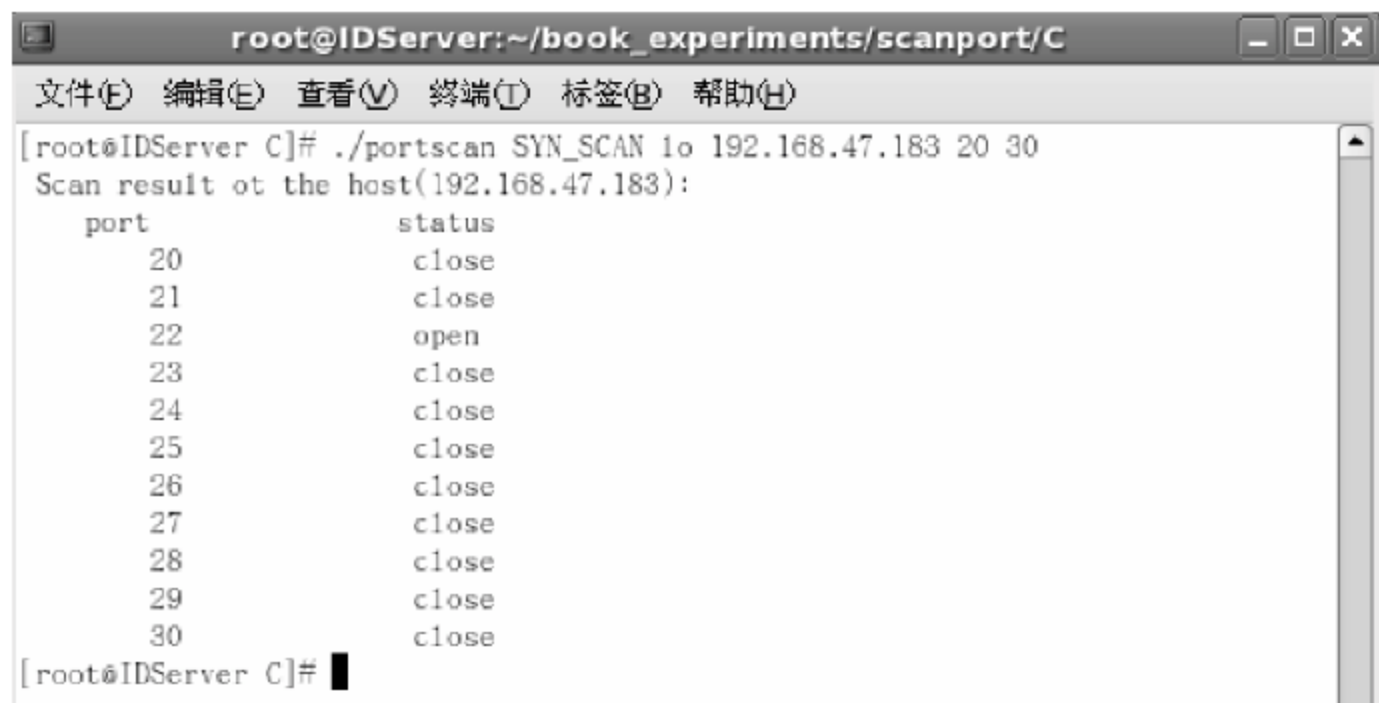 root@IDServer:~/book_experiments/scanport/C
文件(F) 编辑(E) 查看(V) 终端(T) 标签(B) 帮助(H)
[root@IDServer C]# ./portscan SYN_SCAN lo 192.168.47.183 20 30
Scan result ot the host(192.168.47.183):
port status
20 close
21 close
22 open
23 close
24 close
25 close
26 close
27 close
28 close
29 close
30 close
[root@IDServer C]#